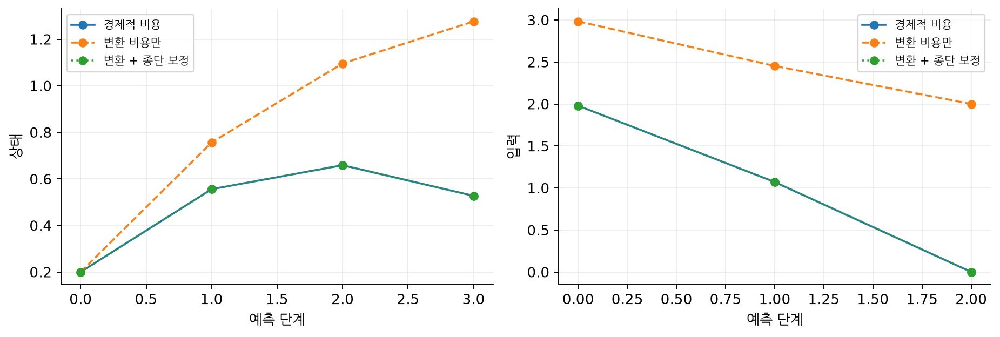 경제적 비용
변환 비용만
변환 + 종단 보정
1.2
1.0
0.8
0.6
0.4
0.2
상태
0.0 0.5 1.0 1.5 2.0 2.5 3.0
예측 단계
경제적 비용
변환 비용만
변환 + 종단 보정
3.0
2.5
2.0
1.5
1.0
0.5
0.0
입력
0.00 0.25 0.50 0.75 1.00 1.25 1.50 1.75 2.00
예측 단계